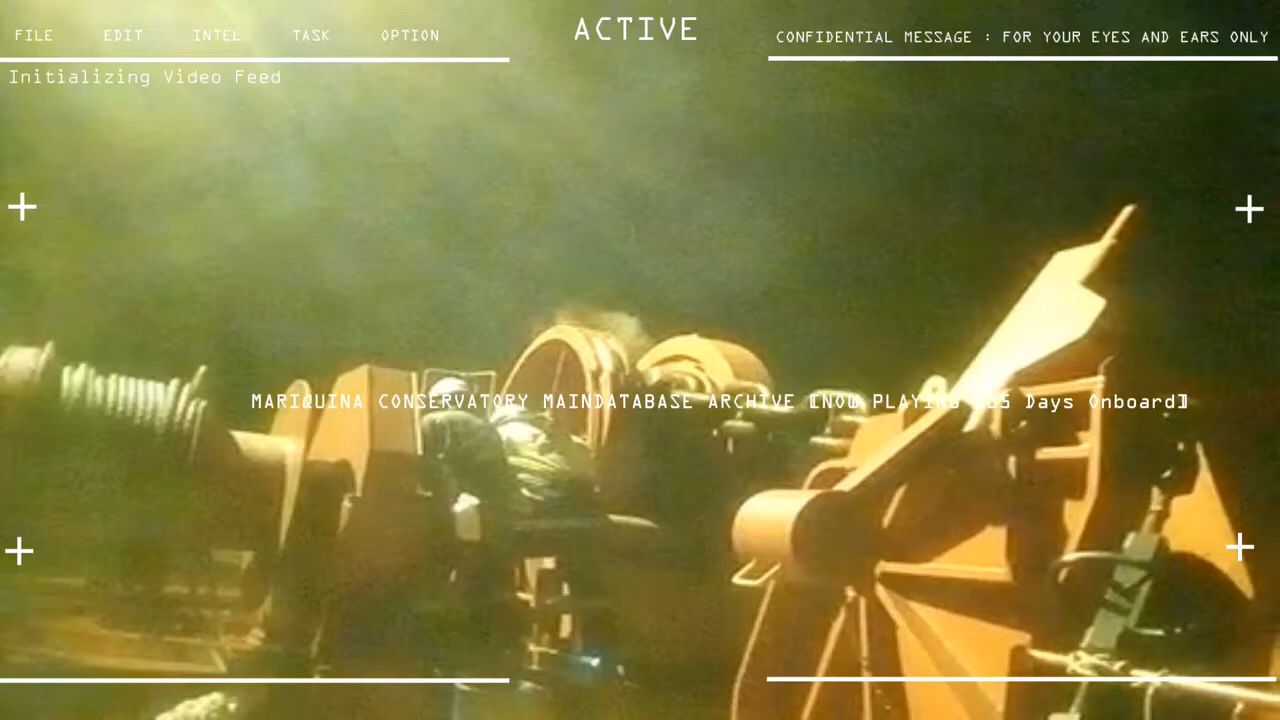 FILE EDIT INTEL TASK OPTION
ACTIVE
CONFIDENTIAL MESSAGE : FOR YOUR EYES AND EARS ONLY
Initializing Video Feed
MARIQUINA CONSERVATORY MAINDATABASE ARCHIVE [NOW PLAYING Days Onboard]